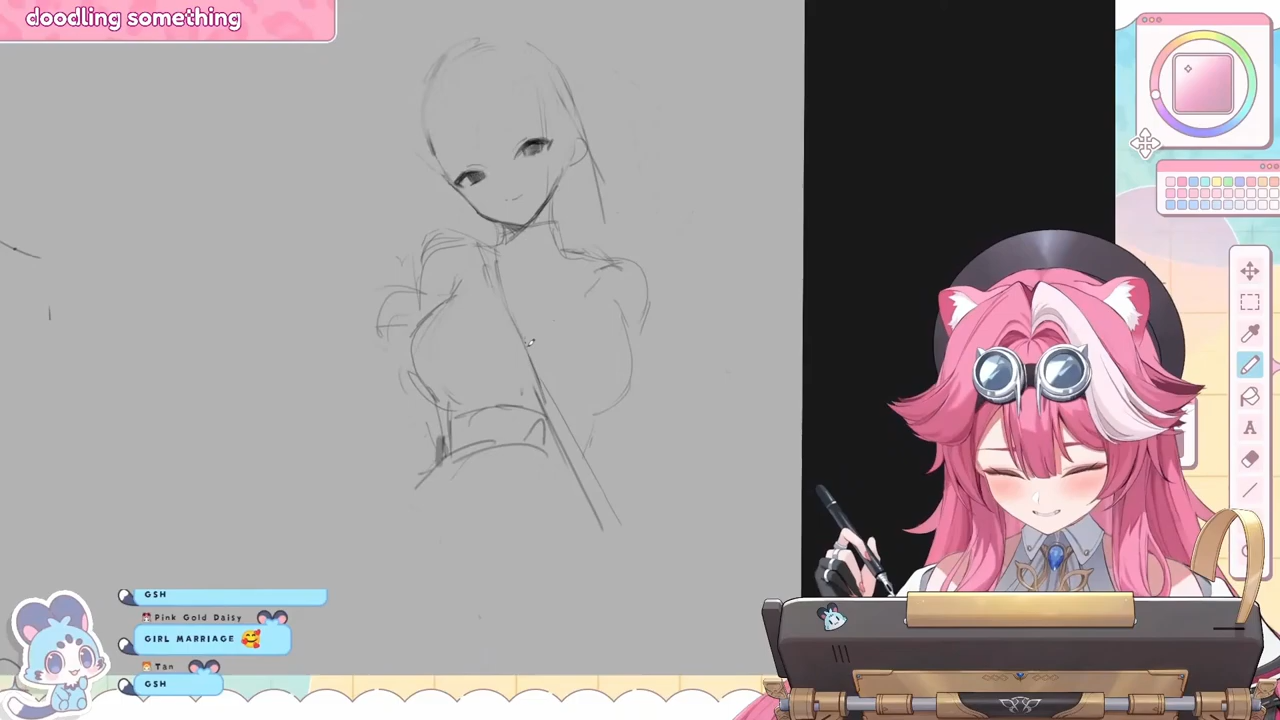 doodling something
GSH
Pink Gold Daisy
GIRL MARRIAGE 🥰
Tan
GSH
A